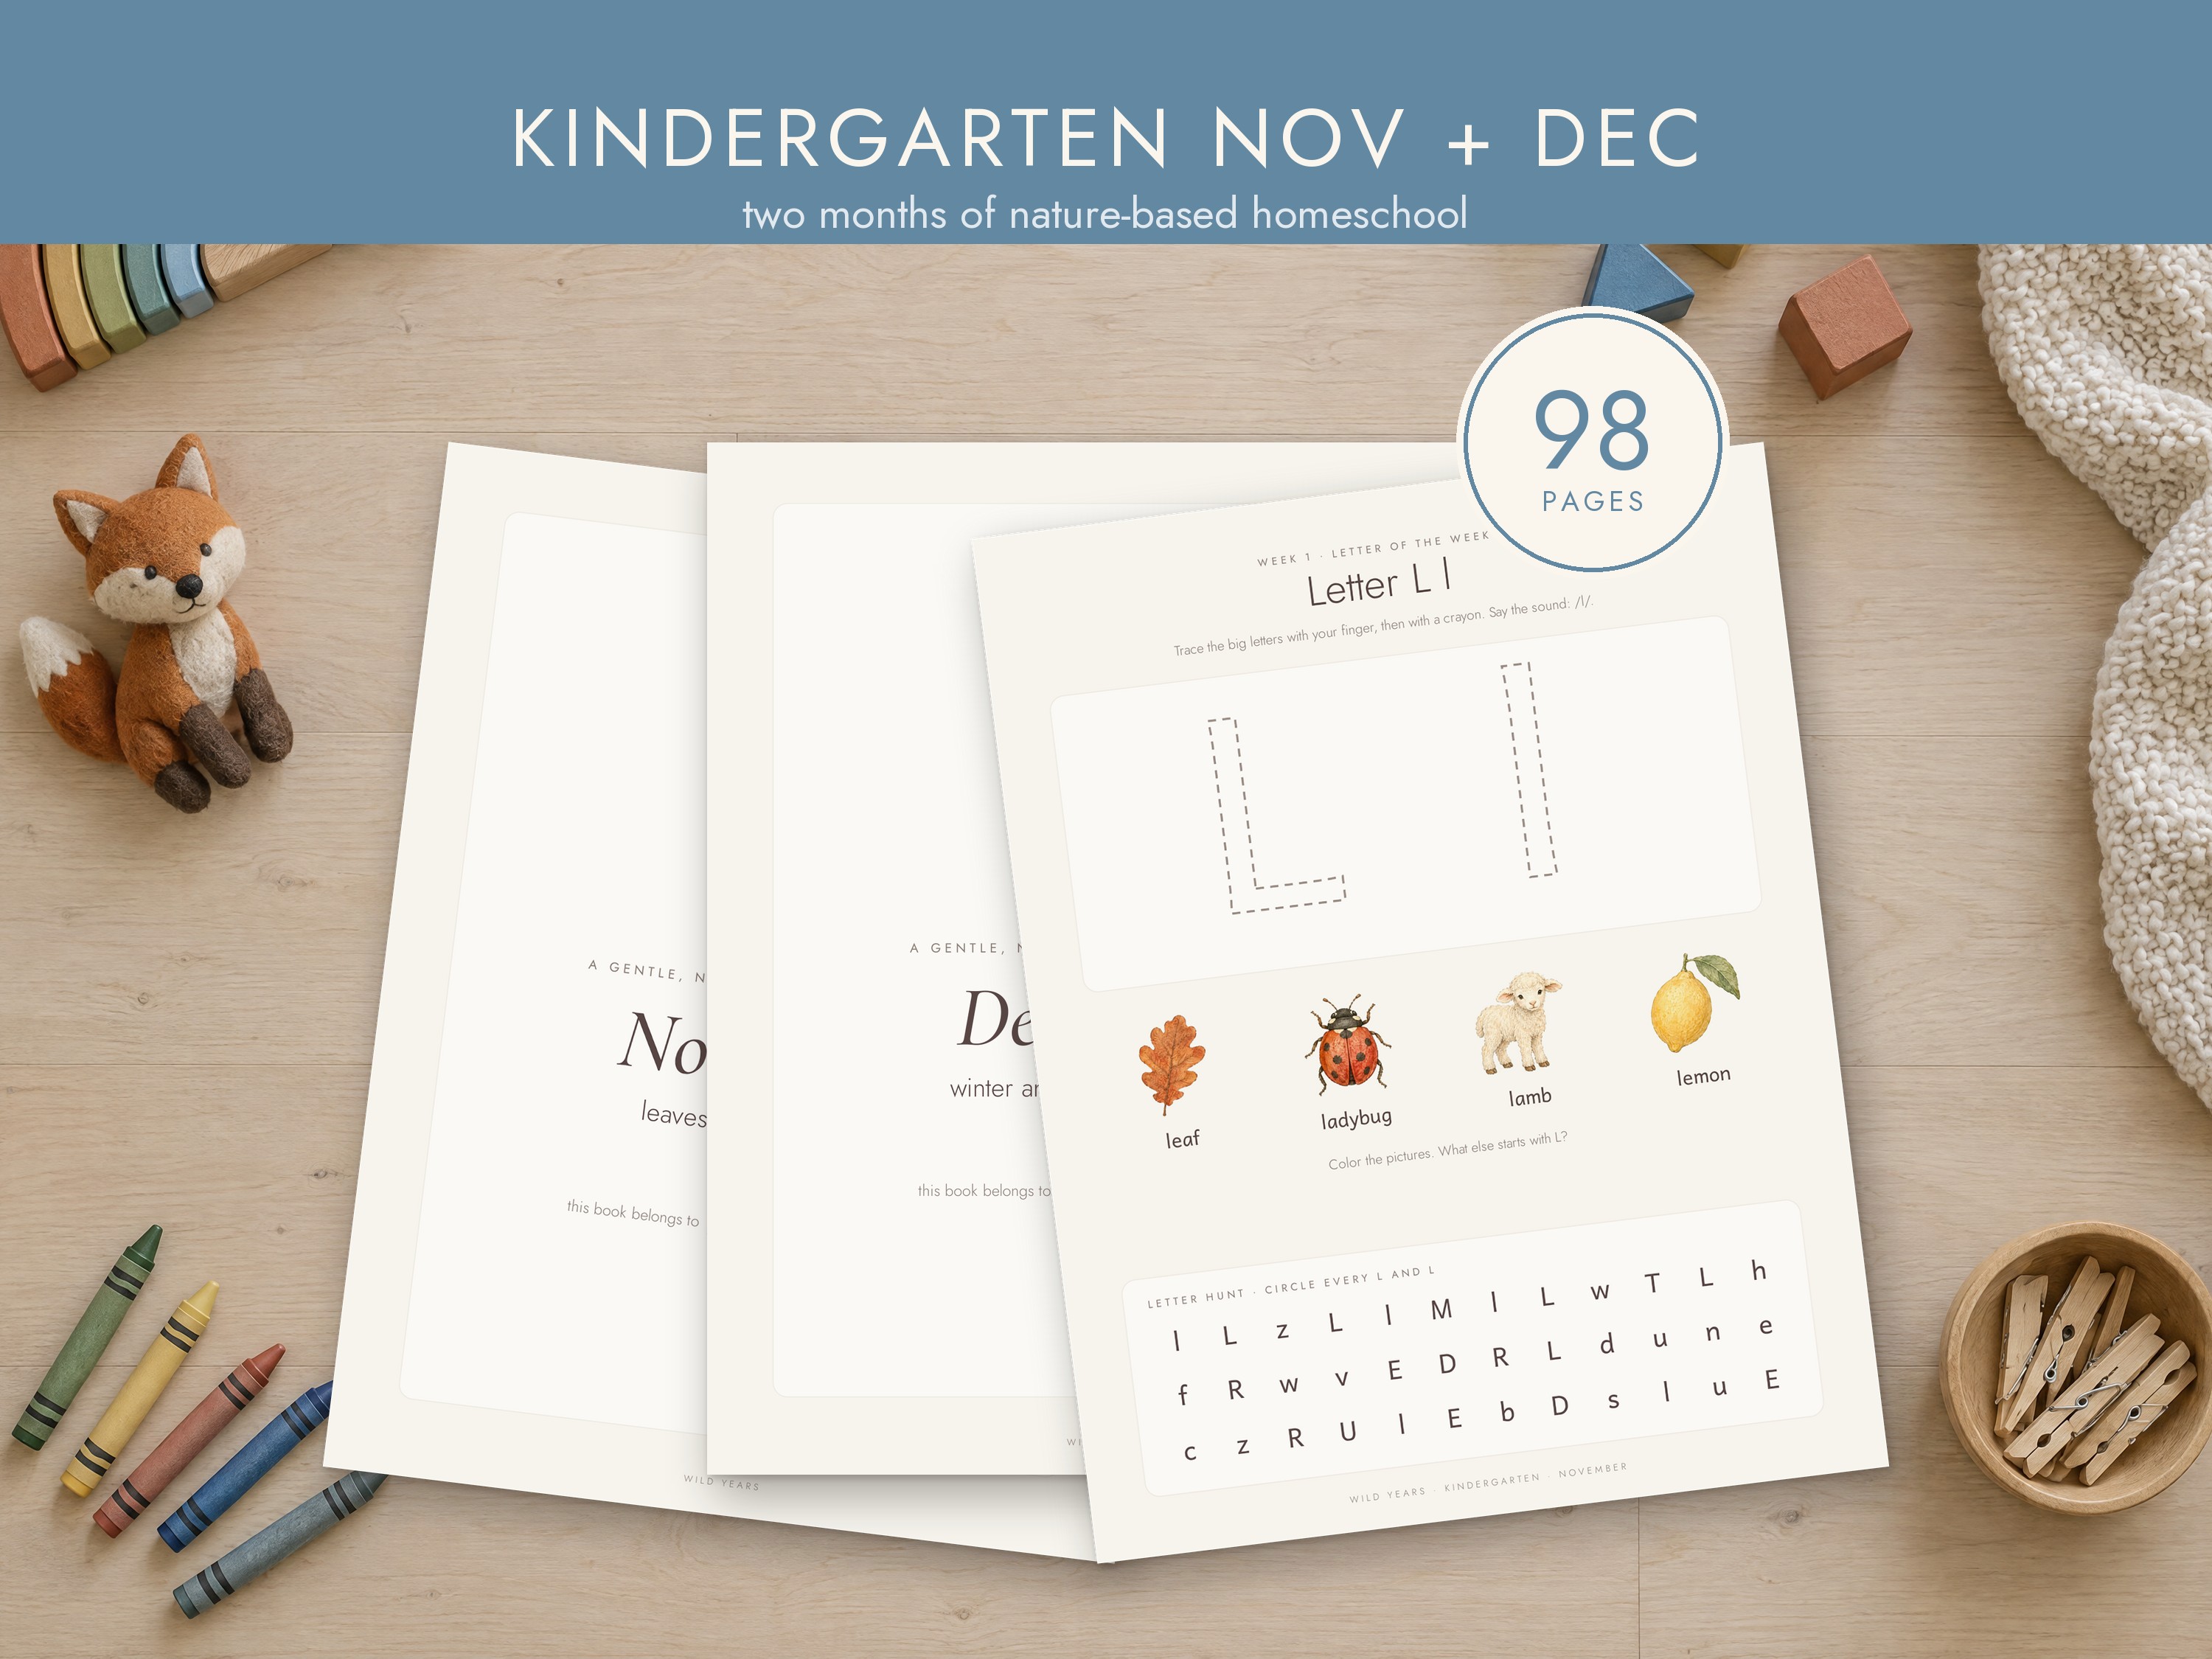 KINDERGARTEN NOV + DEC
two months of nature-based homeschool
98
PAGES
A GENTLE, N
No
leaves
this book belongs to
WILD YEARS
A GENTLE,
De
winter ar
this book belongs to
WEEK 1 · LETTER OF THE WEEK
Letter L l
Trace the big letters with your finger, then with a crayon. Say the sound: /l/.
L l
leaf ladybug lamb lemon
Color the pictures. What else starts with L?
LETTER HUNT · CIRCLE EVERY L AND L
l L z L l M l L w T L h
f R w v E D R L d u n e
c z R U l E b D s l u E
WILD YEARS · KINDERGARTEN · NOVEMBER